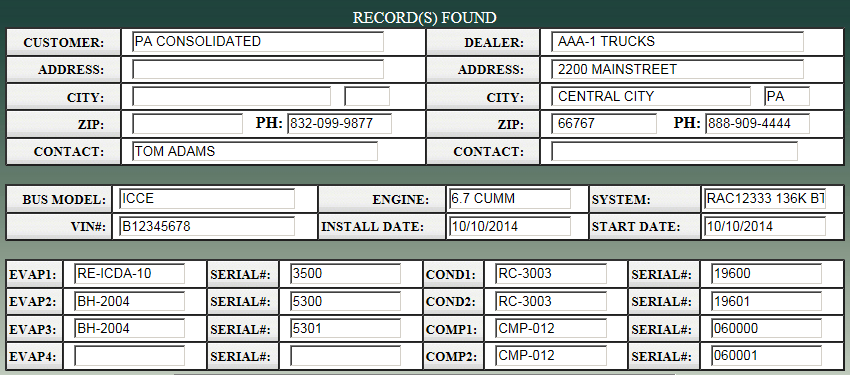 RECORD(S) FOUND
CUSTOMER: PA CONSOLIDATED DEALER: AAA-1 TRUCKS
ADDRESS: ADDRESS: 2200 MAINSTREET
CITY: CITY: CENTRAL CITY PA
ZIP: PH: 832-099-9877 ZIP: 66767 PH: 888-909-4444
CONTACT: TOM ADAMS CONTACT:
BUS MODEL: ICCE ENGINE: 6.7 CUMM SYSTEM: RAC12333 136K BT
VIN#: B12345678 INSTALL DATE: 10/10/2014 START DATE: 10/10/2014
EVAP1: RE-ICDA-10 SERIAL#: 3500 COND1: RC-3003 SERIAL#: 19600
EVAP2: BH-2004 SERIAL#: 5300 COND2: RC-3003 SERIAL#: 19601
EVAP3: BH-2004 SERIAL#: 5301 COMP1: CMP-012 SERIAL#: 060000
EVAP4: SERIAL#: COMP2: CMP-012 SERIAL#: 060001